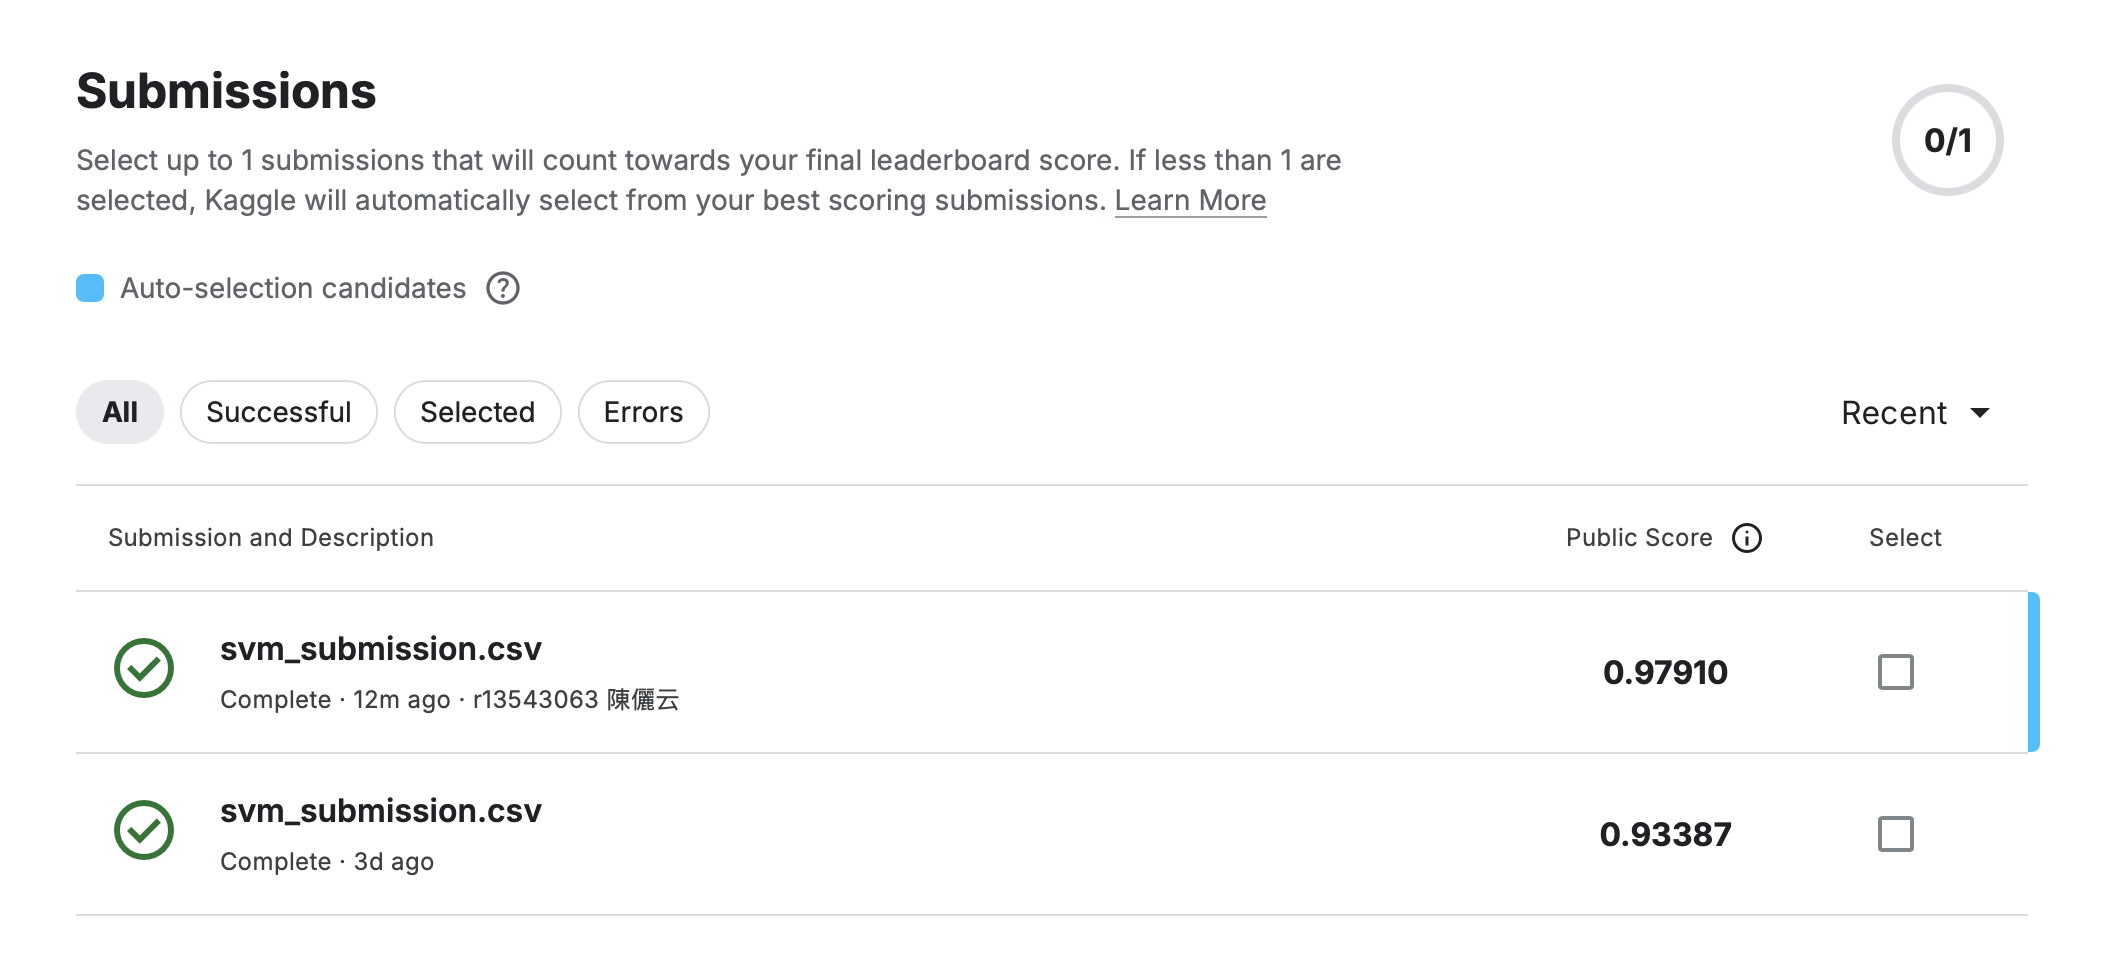 Submissions
0/1
Select up to 1 submissions that will count towards your final leaderboard score. If less than 1 are
selected, Kaggle will automatically select from your best scoring submissions. Learn More
Auto-selection candidates ?
All Successful Selected Errors Recent
Submission and Description Public Score i Select
svm_submission.csv
Complete · 12m ago · r13543063 陳儷云
0.97910
svm_submission.csv
Complete · 3d ago
0.93387